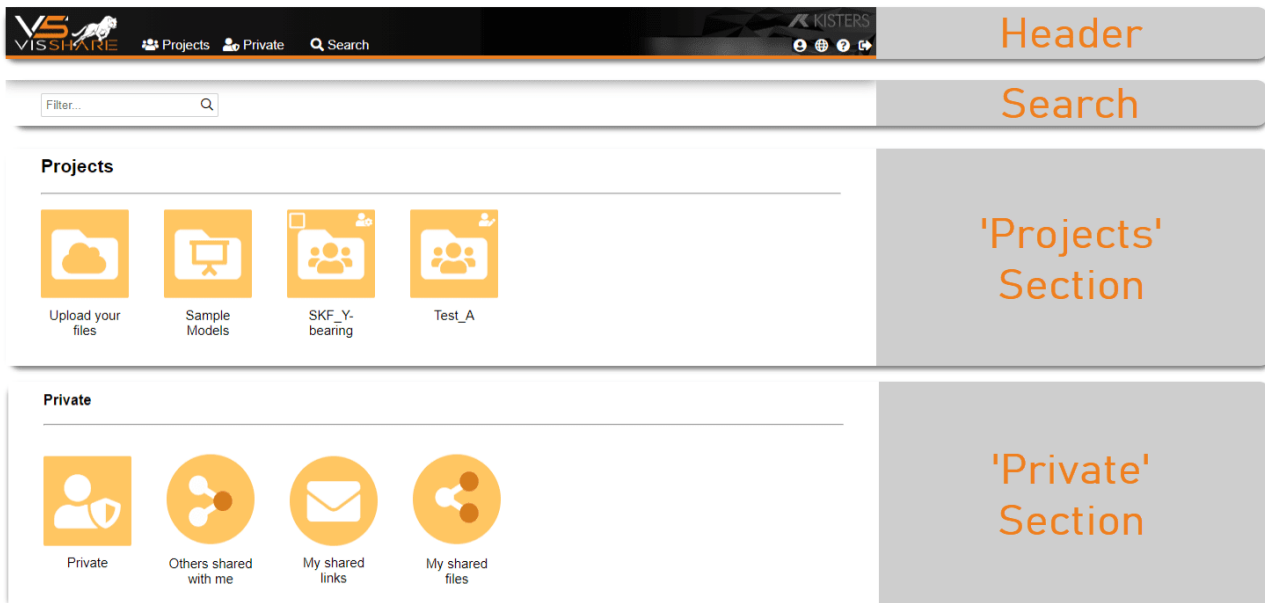 VS
VISSHARE
Projects Private Search
KISTERS
Header
Filter...
Search
Projects
Upload your
files
Sample
Models
SKF_Y-
bearing
Test_A
'Projects'
Section
Private
Private
Others shared
with me
My shared
links
My shared
files
'Private'
Section